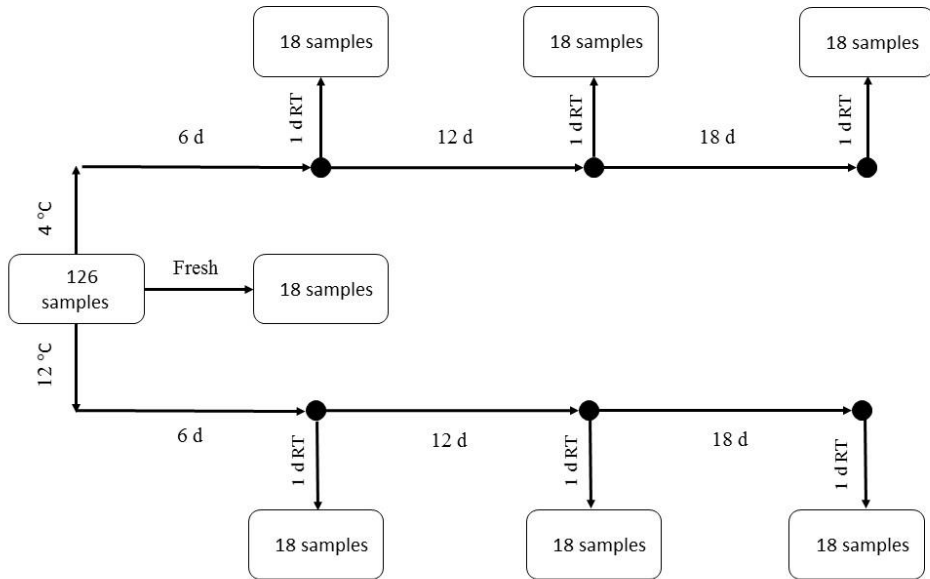 18 samples
18 samples
18 samples
1 d RT
1 d RT
1 d RT
6 d
12 d
18 d
4 °C
126
samples
Fresh
18 samples
12 °C
6 d
12 d
18 d
1 d RT
1 d RT
1 d RT
18 samples
18 samples
18 samples